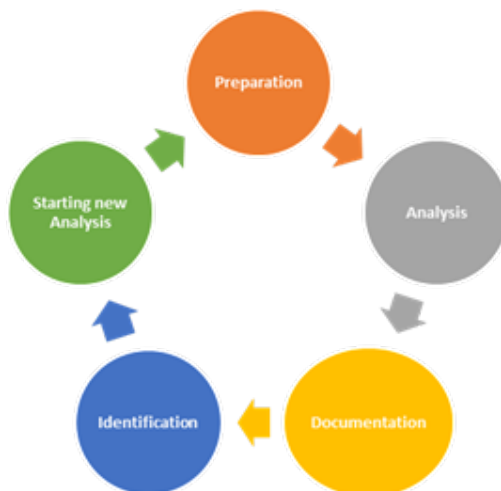 Preparation
Analysis
Documentation
Identification
Starting new
Analysis